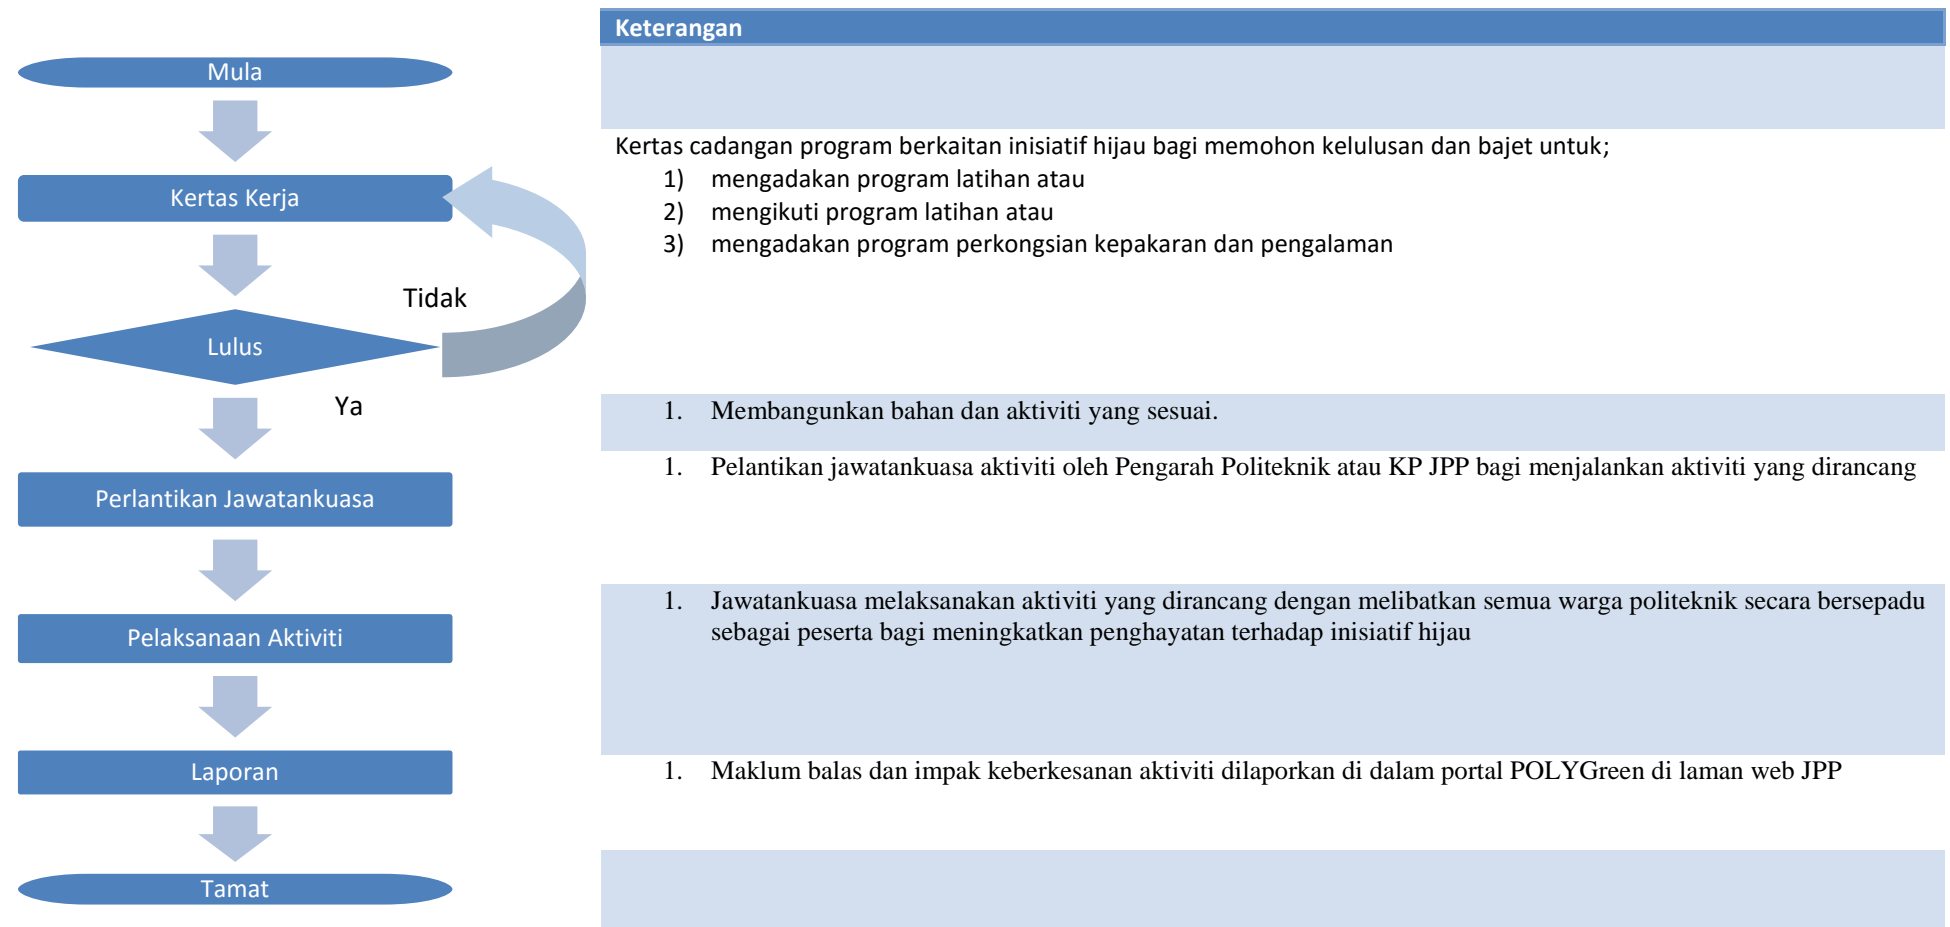 Keterangan
Mula
Kertas cadangan program berkaitan inisiatif hijau bagi memohon kelulusan dan bajet untuk;
1) mengadakan program latihan atau
2) mengikuti program latihan atau
3) mengadakan program perkongsian kepakaran dan pengalaman
Kertas Kerja
Tidak
Lulus
Ya
1. Membangunkan bahan dan aktiviti yang sesuai.
1. Pelantikan jawatankuasa aktiviti oleh Pengarah Politeknik atau KP JPP bagi menjalankan aktiviti yang dirancang
Perlantikan Jawatankuasa
1. Jawatankuasa melaksanakan aktiviti yang dirancang dengan melibatkan semua warga politeknik secara bersepadu
sebagai peserta bagi meningkatkan penghayatan terhadap inisiatif hijau
Pelaksanaan Aktiviti
Laporan
1. Maklum balas dan impak keberkesanan aktiviti dilaporkan di dalam portal POLYGreen di laman web JPP
Tamat